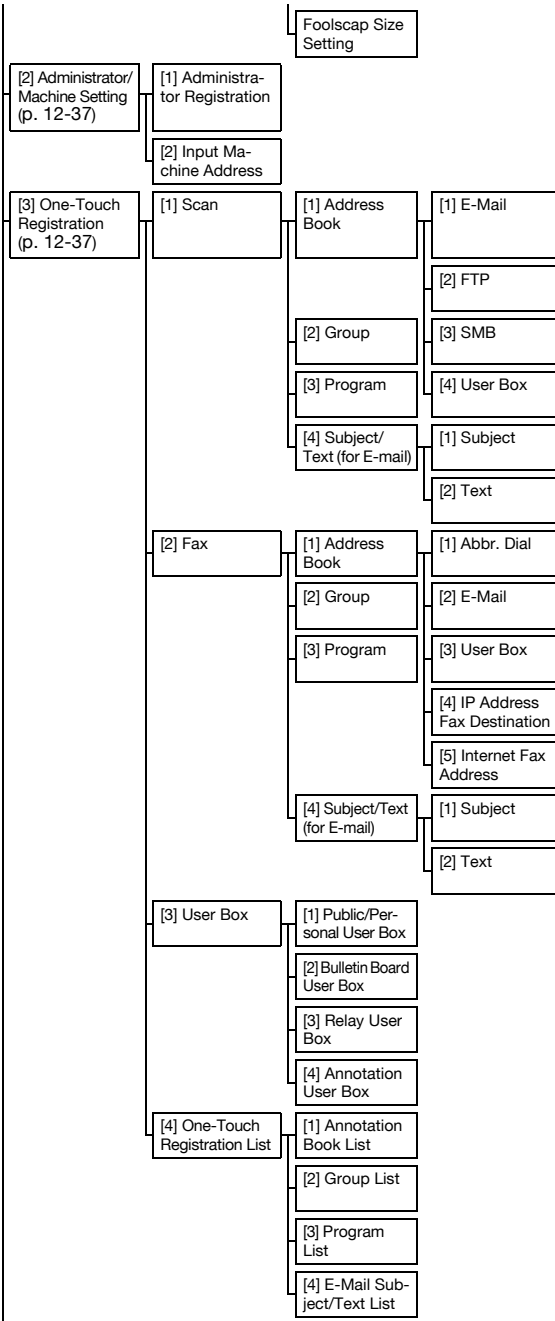 Foolscap Size
Setting
[2] Administrator/
Machine Setting
(p. 12-37)
[1] Administra-
tor Registration
[2] Input Ma-
chine Address
[3] One-Touch
Registration
(p. 12-37)
[1] Scan
[1] Address
Book
[1] E-Mail
[2] FTP
[2] Group
[3] SMB
[3] Program
[4] User Box
[4] Subject/
Text (for E-mail)
[1] Subject
[2] Text
[2] Fax
[1] Address
Book
[1] Abbr. Dial
[2] Group
[2] E-Mail
[3] Program
[3] User Box
[4] IP Address
Fax Destination
[5] Internet Fax
Address
[4] Subject/Text
(for E-mail)
[1] Subject
[2] Text
[3] User Box
[1] Public/Per-
sonal User Box
[2] Bulletin Board
User Box
[3] Relay User
Box
[4] Annotation
User Box
[4] One-Touch
Registration List
[1] Annotation
Book List
[2] Group List
[3] Program
List
[4] E-Mail Sub-
ject/Text List